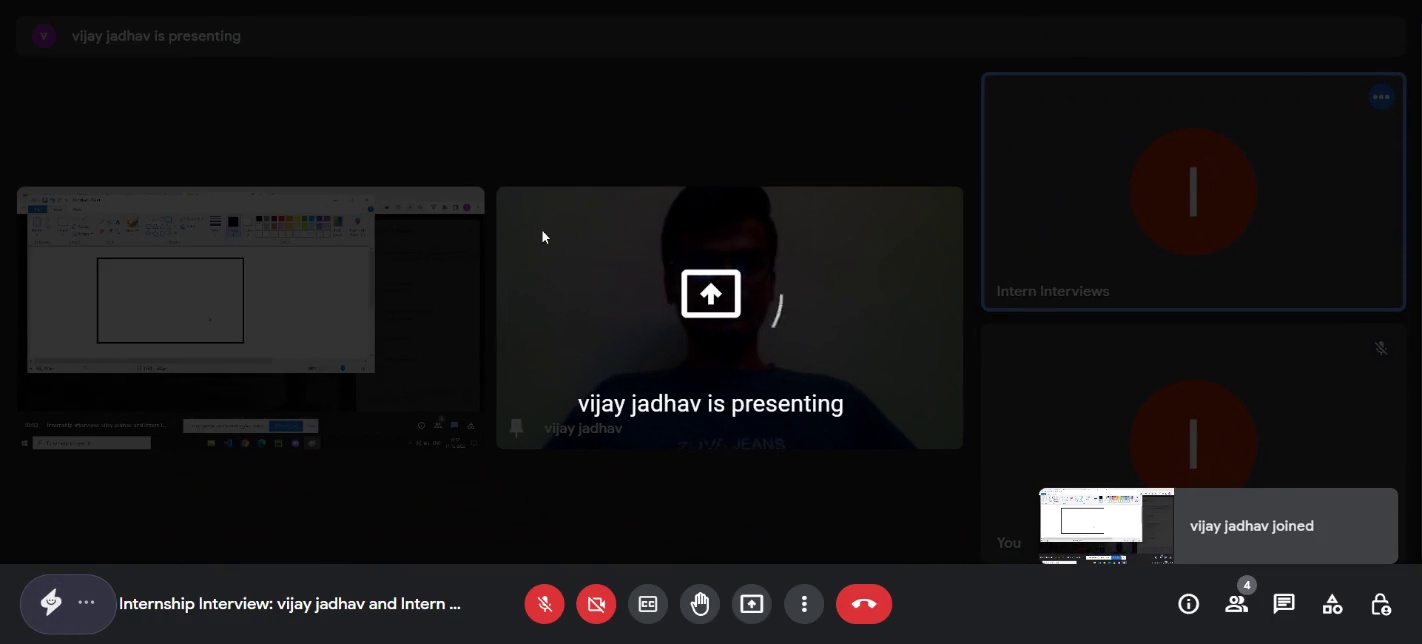 V
vijay jadhav is presenting
I
Intern Interviews
vijay jadhav is presenting
vijay jadhav
JEANS
I
You
vijay jadhav joined
Internship Interview: vijay jadhav and Intern ...
CC
4